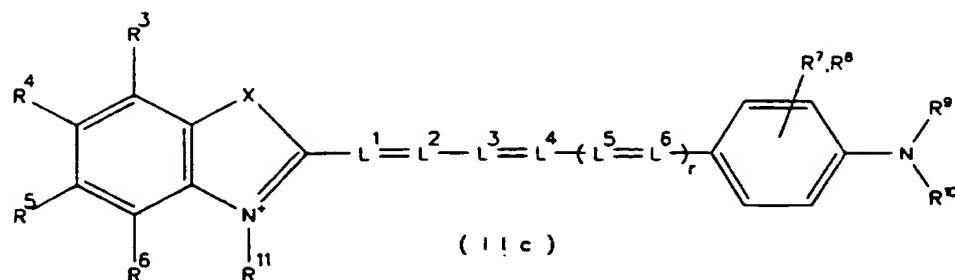 R³
R⁷,R⁸
R⁴ X R⁹
L¹=L²—L³=L⁴—(L⁵=L⁶)r N
R⁵ N⁺ R¹⁰
R⁶ R¹¹
(IIc)